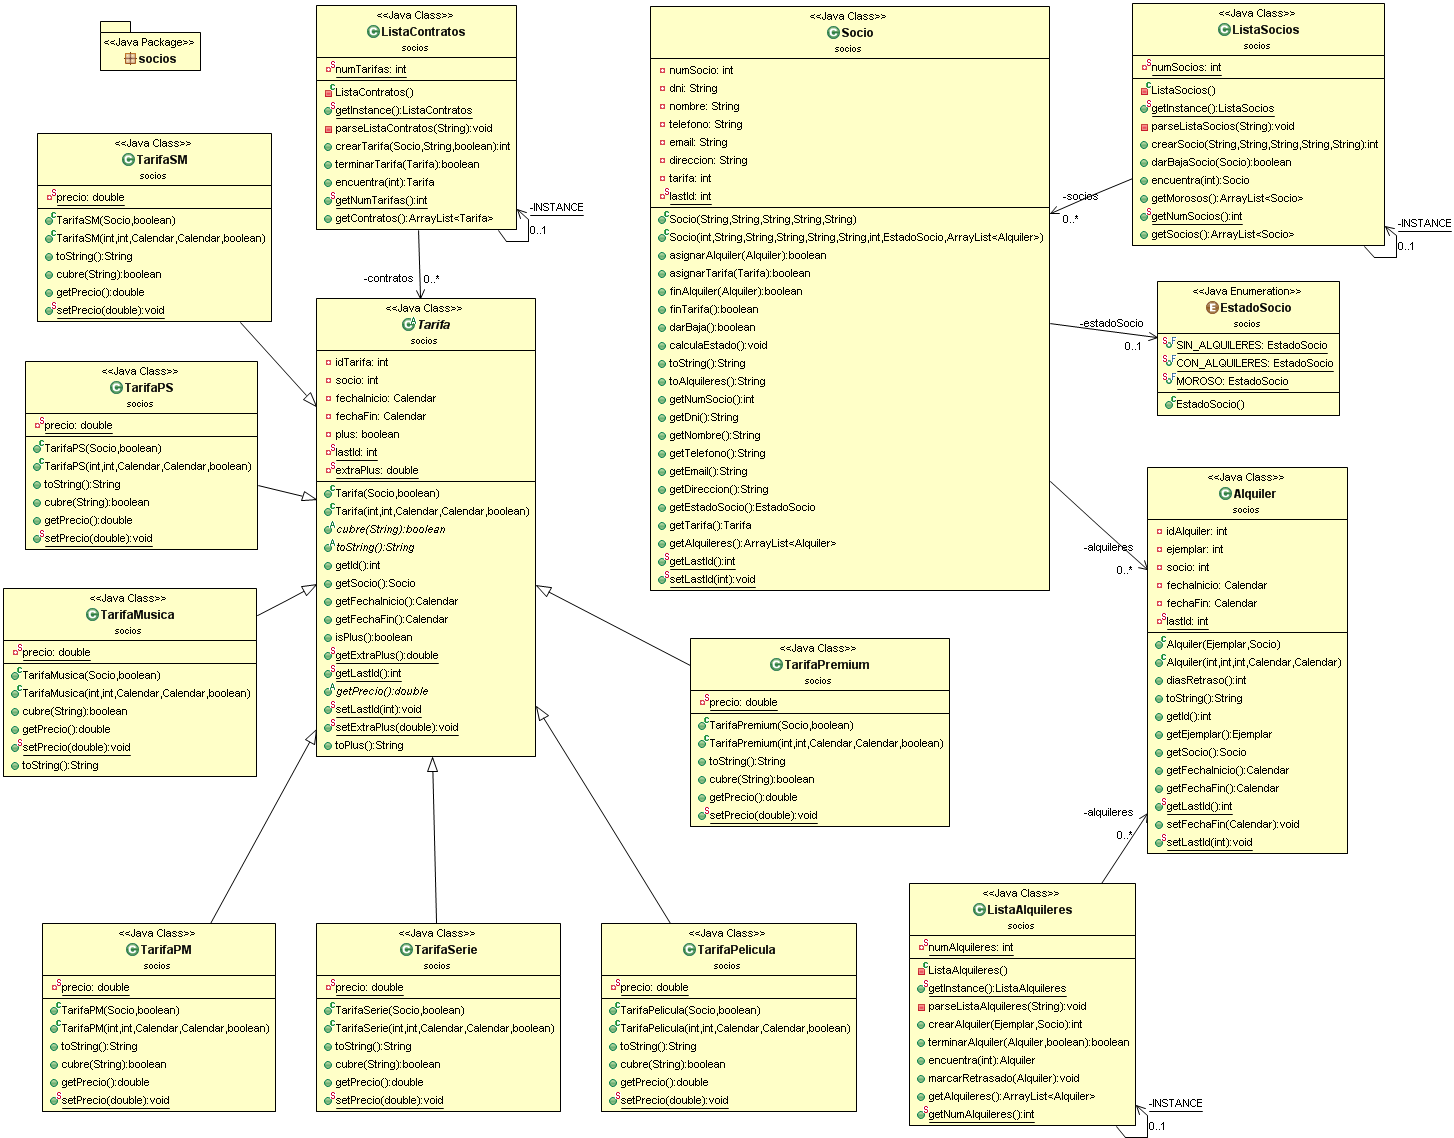 <<Java Package>>
socios
<<Java Class>>
ListaContratos
socios
numTarifas: int
ListaContratos()
getInstance():ListaContratos
parseListaContratos(String):void
crearTarifa(Socio,String,boolean):int
terminarTarifa(Tarifa):boolean
encuentra(int):Tarifa
getNumTarifas():int
getContratos():ArrayList<Tarifa>
-INSTANCE
0..1
-contratos
0..*
<<Java Class>>
Socio
socios
numSocio: int
dni: String
nombre: String
telefono: String
email: String
direccion: String
tarifa: int
lastId: int
Socio(String,String,String,String,String)
Socio(int,String,String,String,String,String,int,EstadoSocio,ArrayList<Alquiler>)
asignarAlquiler(Alquiler):boolean
asignarTarifa(Tarifa):boolean
finAlquiler(Alquiler):boolean
finTarifa():boolean
darBaja():boolean
calculaEstado():void
toString():String
toAlquileres():String
getNumSocio():int
getDni():String
getNombre():String
getTelefono():String
getEmail():String
getDireccion():String
getEstadoSocio():EstadoSocio
getTarifa():Tarifa
getAlquileres():ArrayList<Alquiler>
getLastId():int
setLastId(int):void
<<Java Class>>
ListaSocios
socios
numSocios: int
ListaSocios()
getInstance():ListaSocios
parseListaSocios(String):void
crearSocio(String,String,String,String,String):int
darBajaSocio(Socio):boolean
encuentra(int):Socio
getMorosos():ArrayList<Socio>
getNumSocios():int
getSocios():ArrayList<Socio>
-INSTANCE
0..1
-socios
0..*
<<Java Class>>
TarifaSM
socios
precio: double
TarifaSM(Socio,boolean)
TarifaSM(int,int,Calendar,Calendar,boolean)
toString():String
cubre(String):boolean
getPrecio():double
setPrecio(double):void
<<Java Enumeration>>
EstadoSocio
socios
SIN_ALQUILERES: EstadoSocio
CON_ALQUILERES: EstadoSocio
MOROSO: EstadoSocio
EstadoSocio()
-estadoSocio
0..1
<<Java Class>>
Tarifa
socios
idTarifa: int
socio: int
fechaInicio: Calendar
fechaFin: Calendar
plus: boolean
lastId: int
extraPlus: double
Tarifa(Socio,boolean)
Tarifa(int,int,Calendar,Calendar,boolean)
cubre(String):boolean
toString():String
getId():int
getSocio():Socio
getFechaInicio():Calendar
getFechaFin():Calendar
isPlus():boolean
getExtraPlus():double
getLastId():int
getPrecio():double
setLastId(int):void
setExtraPlus(double):void
toPlus():String
<<Java Class>>
TarifaPS
socios
precio: double
TarifaPS(Socio,boolean)
TarifaPS(int,int,Calendar,Calendar,boolean)
toString():String
cubre(String):boolean
getPrecio():double
setPrecio(double):void
<<Java Class>>
Alquiler
socios
idAlquiler: int
ejemplar: int
socio: int
fechaInicio: Calendar
fechaFin: Calendar
lastId: int
Alquiler(Ejemplar,Socio)
Alquiler(int,int,int,Calendar,Calendar)
diasRetraso():int
toString():String
getId():int
getEjemplar():Ejemplar
getSocio():Socio
getFechaInicio():Calendar
getFechaFin():Calendar
getLastId():int
setFechaFin(Calendar):void
setLastId(int):void
-alquileres
0..*
<<Java Class>>
TarifaMusica
socios
precio: double
TarifaMusica(Socio,boolean)
TarifaMusica(int,int,Calendar,Calendar,boolean)
cubre(String):boolean
getPrecio():double
setPrecio(double):void
toString():String
<<Java Class>>
TarifaPremium
socios
precio: double
TarifaPremium(Socio,boolean)
TarifaPremium(int,int,Calendar,Calendar,boolean)
toString():String
cubre(String):boolean
getPrecio():double
setPrecio(double):void
-alquileres
0..*
<<Java Class>>
TarifaPM
socios
precio: double
TarifaPM(Socio,boolean)
TarifaPM(int,int,Calendar,Calendar,boolean)
toString():String
cubre(String):boolean
getPrecio():double
setPrecio(double):void
<<Java Class>>
TarifaSerie
socios
precio: double
TarifaSerie(Socio,boolean)
TarifaSerie(int,int,Calendar,Calendar,boolean)
toString():String
cubre(String):boolean
getPrecio():double
setPrecio(double):void
<<Java Class>>
TarifaPelicula
socios
precio: double
TarifaPelicula(Socio,boolean)
TarifaPelicula(int,int,Calendar,Calendar,boolean)
toString():String
cubre(String):boolean
getPrecio():double
setPrecio(double):void
<<Java Class>>
ListaAlquileres
socios
numAlquileres: int
ListaAlquileres()
getInstance():ListaAlquileres
parseListaAlquileres(String):void
crearAlquiler(Ejemplar,Socio):int
terminarAlquiler(Alquiler,boolean):boolean
encuentra(int):Alquiler
marcarRetrasado(Alquiler):void
getAlquileres():ArrayList<Alquiler>
getNumAlquileres():int
-INSTANCE
0..1